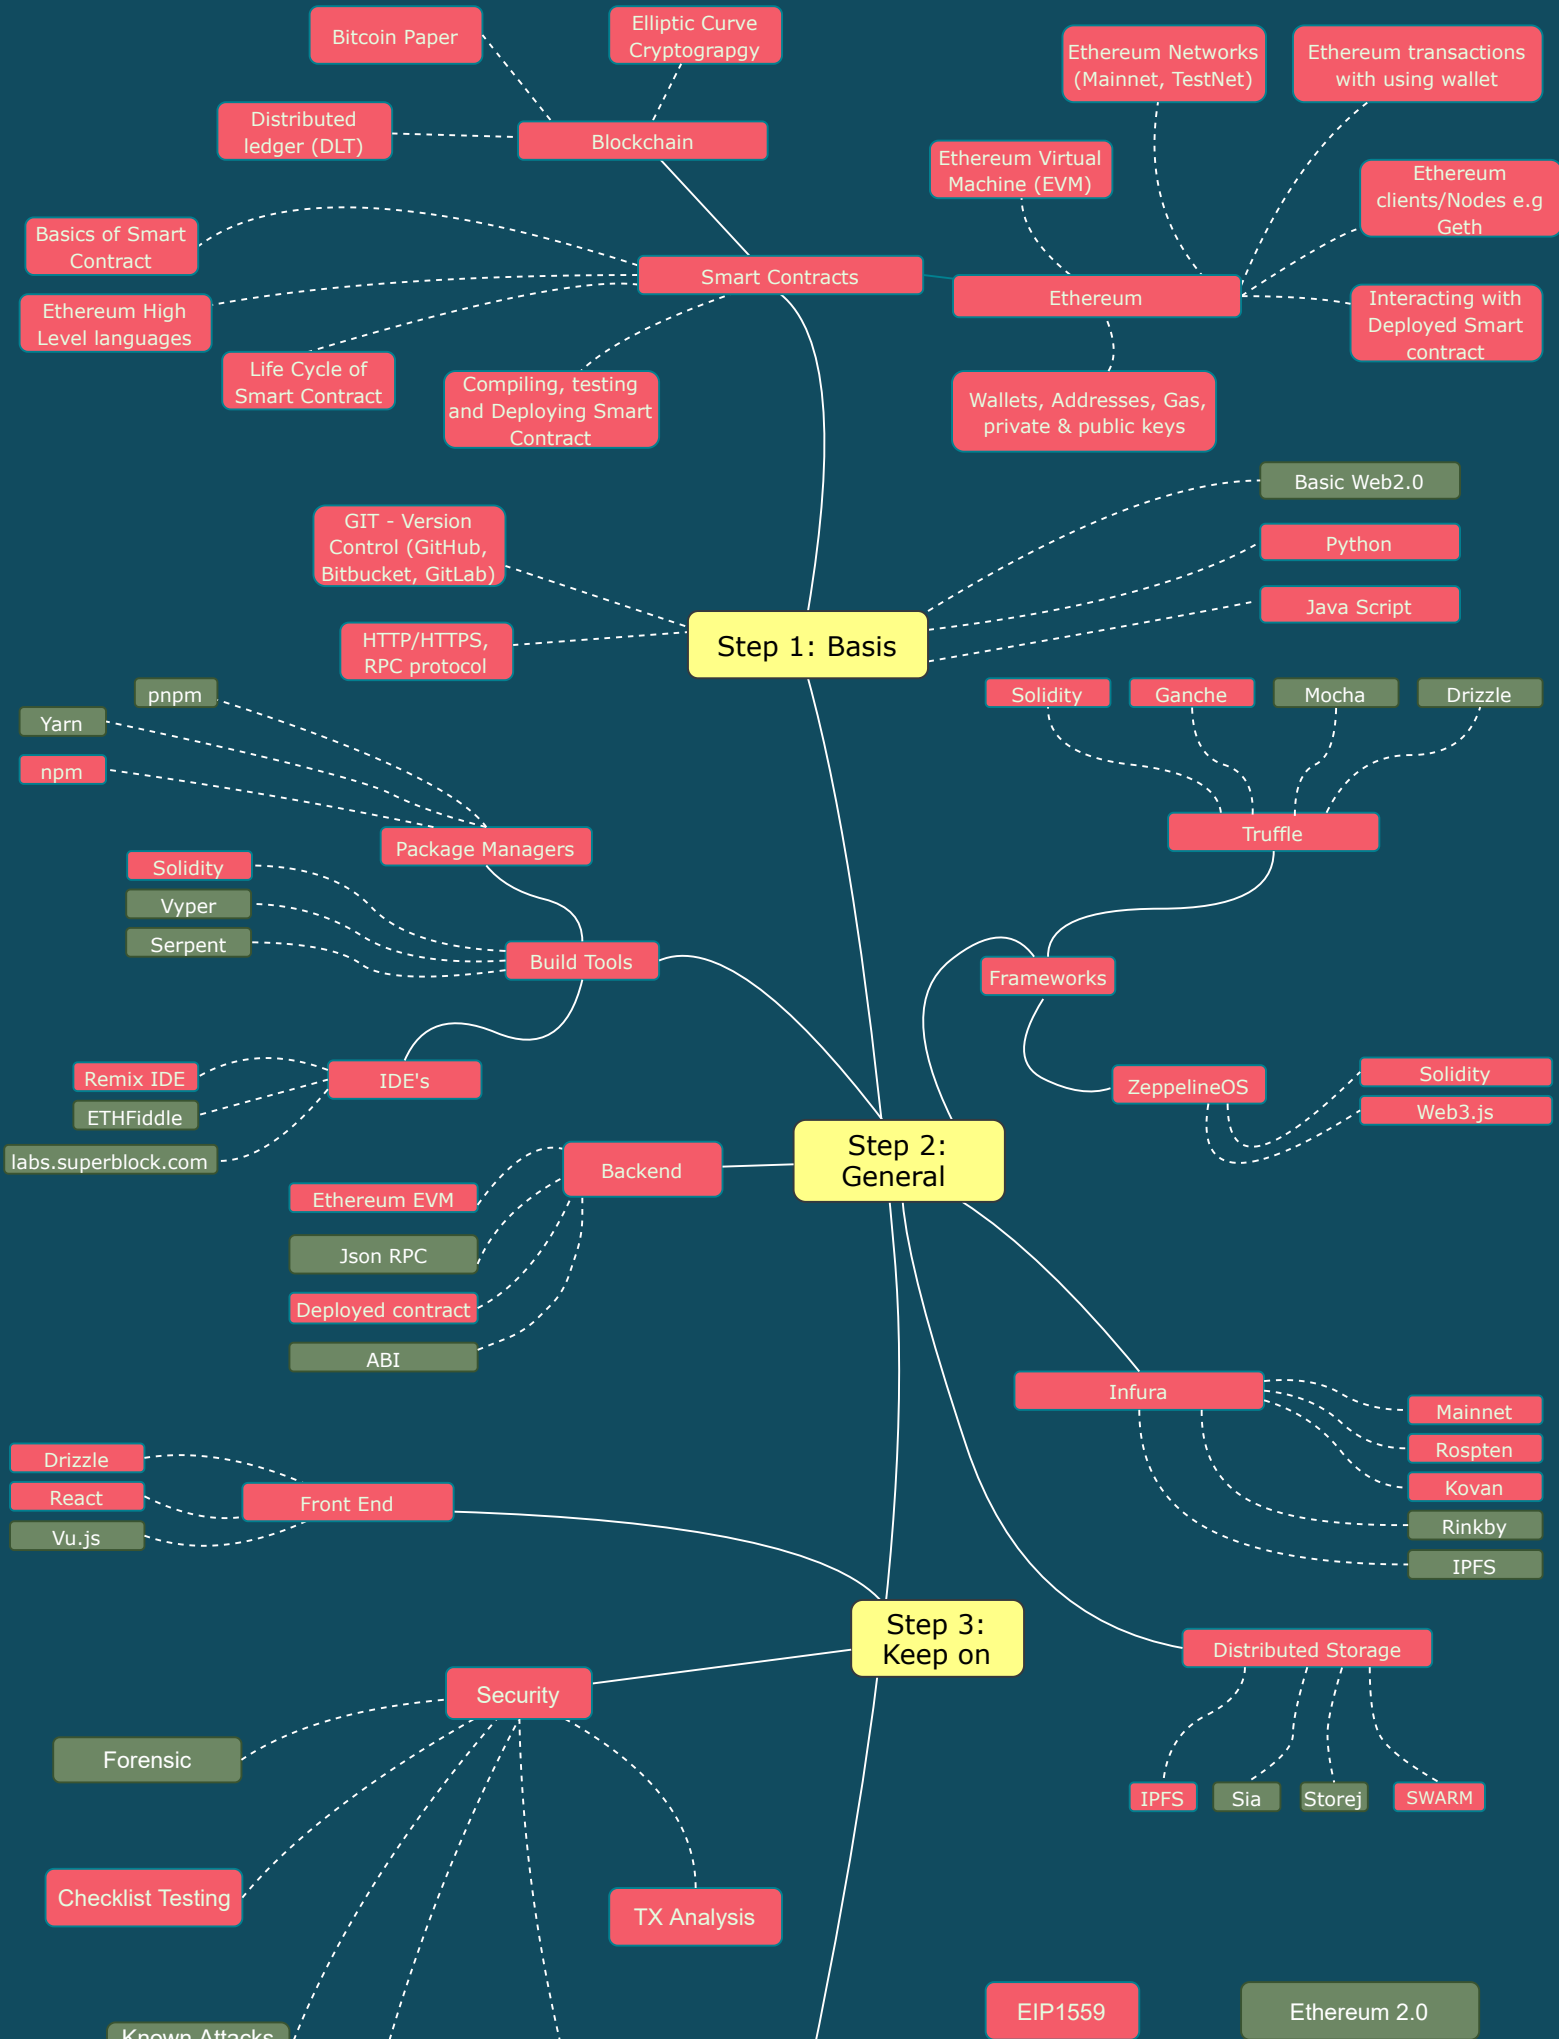 Bitcoin Paper
Elliptic Curve
Cryptograpgy
Ethereum Networks
(Mainnet, TestNet)
Ethereum transactions
with using wallet
Distributed
ledger (DLT)
Blockchain
Ethereum Virtual
Machine (EVM)
Ethereum
clients/Nodes e.g
Geth
Basics of Smart
Contract
Smart Contracts
Ethereum
Ethereum High
Level languages
Interacting with
Deployed Smart
contract
Life Cycle of
Smart Contract
Compiling, testing
and Deploying Smart
Contract
Wallets, Addresses, Gas,
private & public keys
Basic Web2.0
GIT - Version
Control (GitHub,
Bitbucket, GitLab)
Python
Java Script
HTTP/HTTPS,
RPC protocol
Step 1: Basis
pnpm
Yarn
npm
Solidity
Ganche
Mocha
Drizzle
Package Managers
Truffle
Solidity
Vyper
Serpent
Build Tools
Frameworks
Remix IDE
ETHFiddle
labs.superblock.com
IDE's
ZeppelineOS
Solidity
Web3.js
Step 2:
General
Backend
Ethereum EVM
Json RPC
Deployed contract
ABI
Infura
Mainnet
Rospten
Kovan
Rinkby
IPFS
Drizzle
React
Vu.js
Front End
Step 3:
Keep on
Distributed Storage
Security
Forensic
IPFS
Sia
Storej
SWARM
Checklist Testing
TX Analysis
EIP1559
Ethereum 2.0
Known Attacks